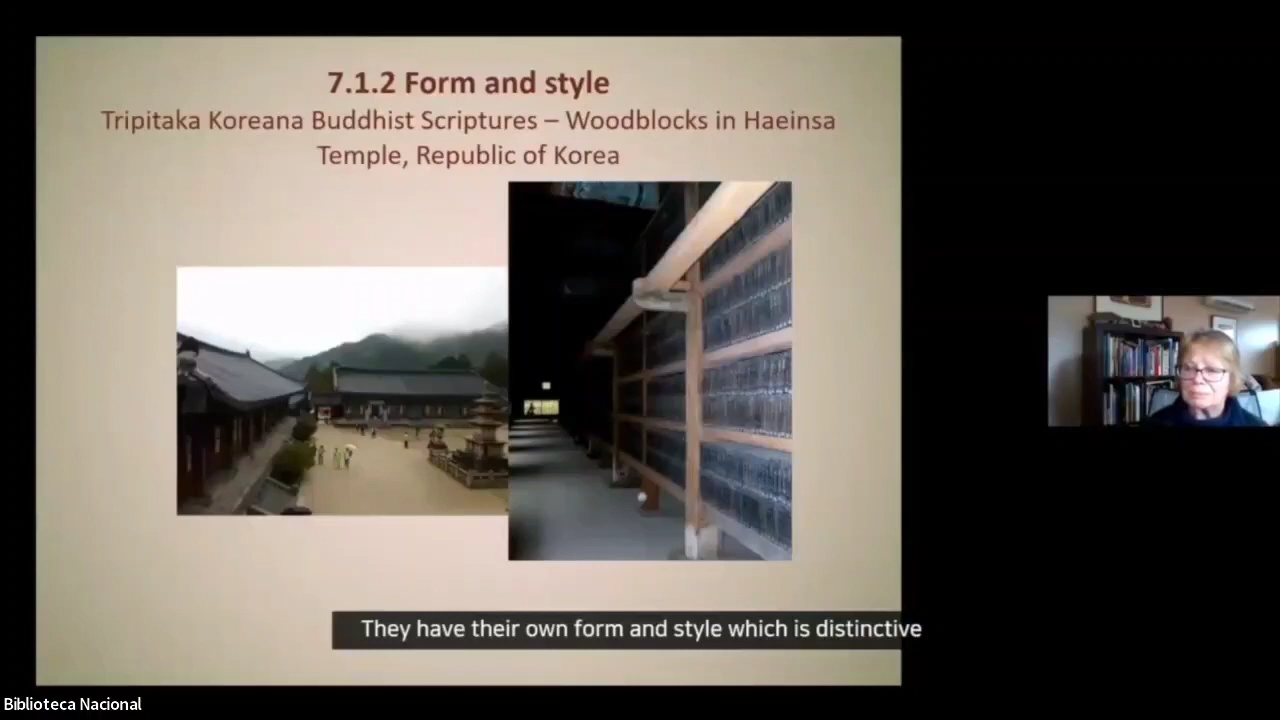 7.1.2 Form and style
Tripitaka Koreana Buddhist Scriptures – Woodblocks in Haeinsa
Temple, Republic of Korea
They have their own form and style which is distinctive
Biblioteca Nacional